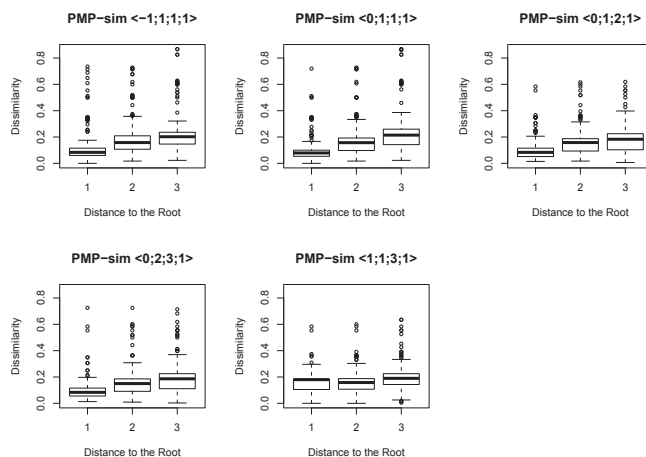 PMP−sim <−1;1;1;1>
PMP−sim <0;1;1;1>
PMP−sim <0;1;2;1>
Dissimilarity
0.0 0.2 0.4 0.6 0.8
1 2 3
Distance to the Root
Dissimilarity
0.0 0.2 0.4 0.6 0.8
1 2 3
Distance to the Root
Dissimilarity
0.0 0.2 0.4 0.6 0.8
1 2 3
Distance to the Root
PMP−sim <0;2;3;1>
PMP−sim <1;1;3;1>
Dissimilarity
0.0 0.2 0.4 0.6 0.8
1 2 3
Distance to the Root
Dissimilarity
0.0 0.2 0.4 0.6 0.8
1 2 3
Distance to the Root